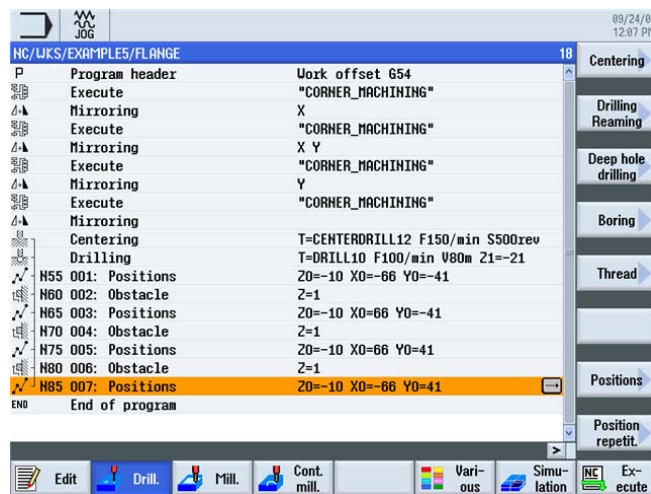 JOG
09/24/0
12:07 PM
NC/WKS/EXAMPLE5/FLANGE 18
P Program header Work offset G54
Execute "CORNER_MACHINING"
Mirroring X
Execute "CORNER_MACHINING"
Mirroring X Y
Execute "CORNER_MACHINING"
Mirroring Y
Execute "CORNER_MACHINING"
Mirroring
Centering T=CENTERDRILL12 F150/min S500rev
Drilling T=DRILL10 F100/min V80m Z1=-21
N55 001: Positions Z0=-10 X0=-66 Y0=-41
N60 002: Obstacle Z=1
N65 003: Positions Z0=-10 X0=66 Y0=-41
N70 004: Obstacle Z=1
N75 005: Positions Z0=-10 X0=66 Y0=41
N80 006: Obstacle Z=1
N85 007: Positions Z0=-10 X0=-66 Y0=41
END End of program
Centering
Drilling
Reaming
Deep hole
drilling
Boring
Thread
Positions
Position
repetit.
>
Edit
Drill.
Mill.
Cont.
mill.
Vari-
ous
Simu-
lation
NC
Ex-
ecute